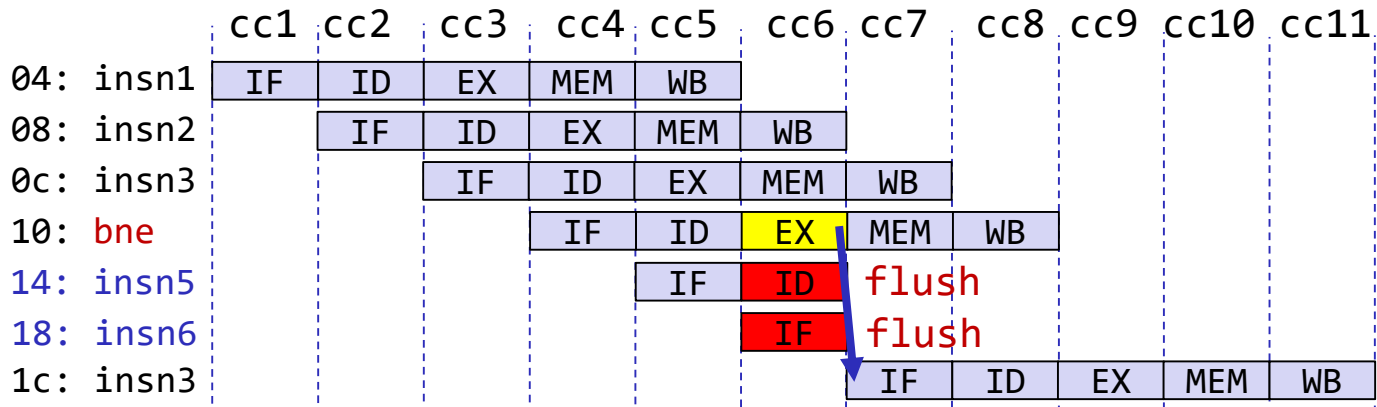 cc1 cc2 cc3 cc4 cc5 cc6 cc7 cc8 cc9 cc10 cc11
04: insn1 IF ID EX MEM WB
08: insn2 IF ID EX MEM WB
0c: insn3 IF ID EX MEM WB
10: bne IF ID EX MEM WB
14: insn5 IF ID flush
18: insn6 IF flush
1c: insn3 IF ID EX MEM WB